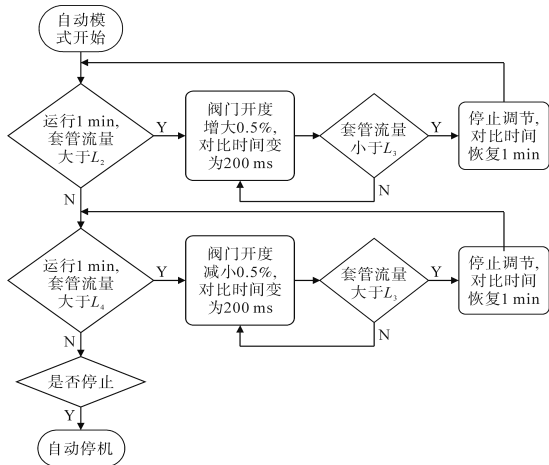 自动模
式开始
运行1 min,
套管流量
大于L₂
Y
阀门开度
增大0.5%,
对比时间变
为200 ms
套管流量
小于L₃
Y
停止调节,
对比时间
恢复1 min
N
N
运行1 min,
套管流量
大于L₄
Y
阀门开度
减小0.5%,
对比时间变
为200 ms
套管流量
大于L₃
Y
停止调节,
对比时间
恢复1 min
N
N
是否停止
Y
自动停机